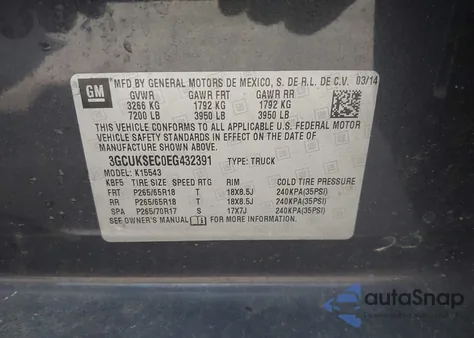 GM
MFD BY GENERAL MOTORS DE MEXICO, S. DE R.L. DE C.V. 03/14
GVWR GAWR FRT GAWR RR
3266 KG 1792 KG 1792 KG
7200 LB 3950 LB 3950 LB
THIS VEHICLE CONFORMS TO ALL APPLICABLE U.S. FEDERAL MOTOR
VEHICLE SAFETY STANDARDS IN EFFECT ON THE DATE OF
MANUFACTURE SHOWN ABOVE.
3GCUKSEC0EG432391 TYPE: TRUCK
MODEL: K15543
KBF5 TIRE SIZE SPEED RTG RIM COLD TIRE PRESSURE
FRT P265/65R18 T 18X8.5J 240KPA(35PSI)
RR P265/65R18 T 18X8.5J 240KPA(35PSI)
SPA P265/70R17 S 17X7J 240KPA(35PSI)
SEE OWNER'S MANUAL FOR MORE INFORMATION.
autoSnap
by